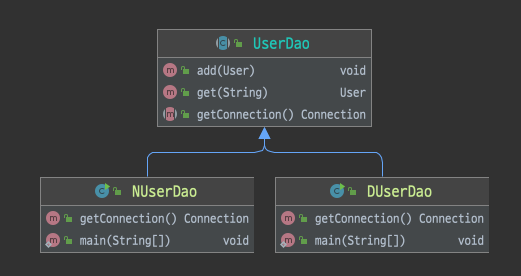 UserDao
add(User) void
get(String) User
getConnection() Connection
NUserDao
getConnection() Connection
main(String[]) void
DUserDao
getConnection() Connection
main(String[]) void